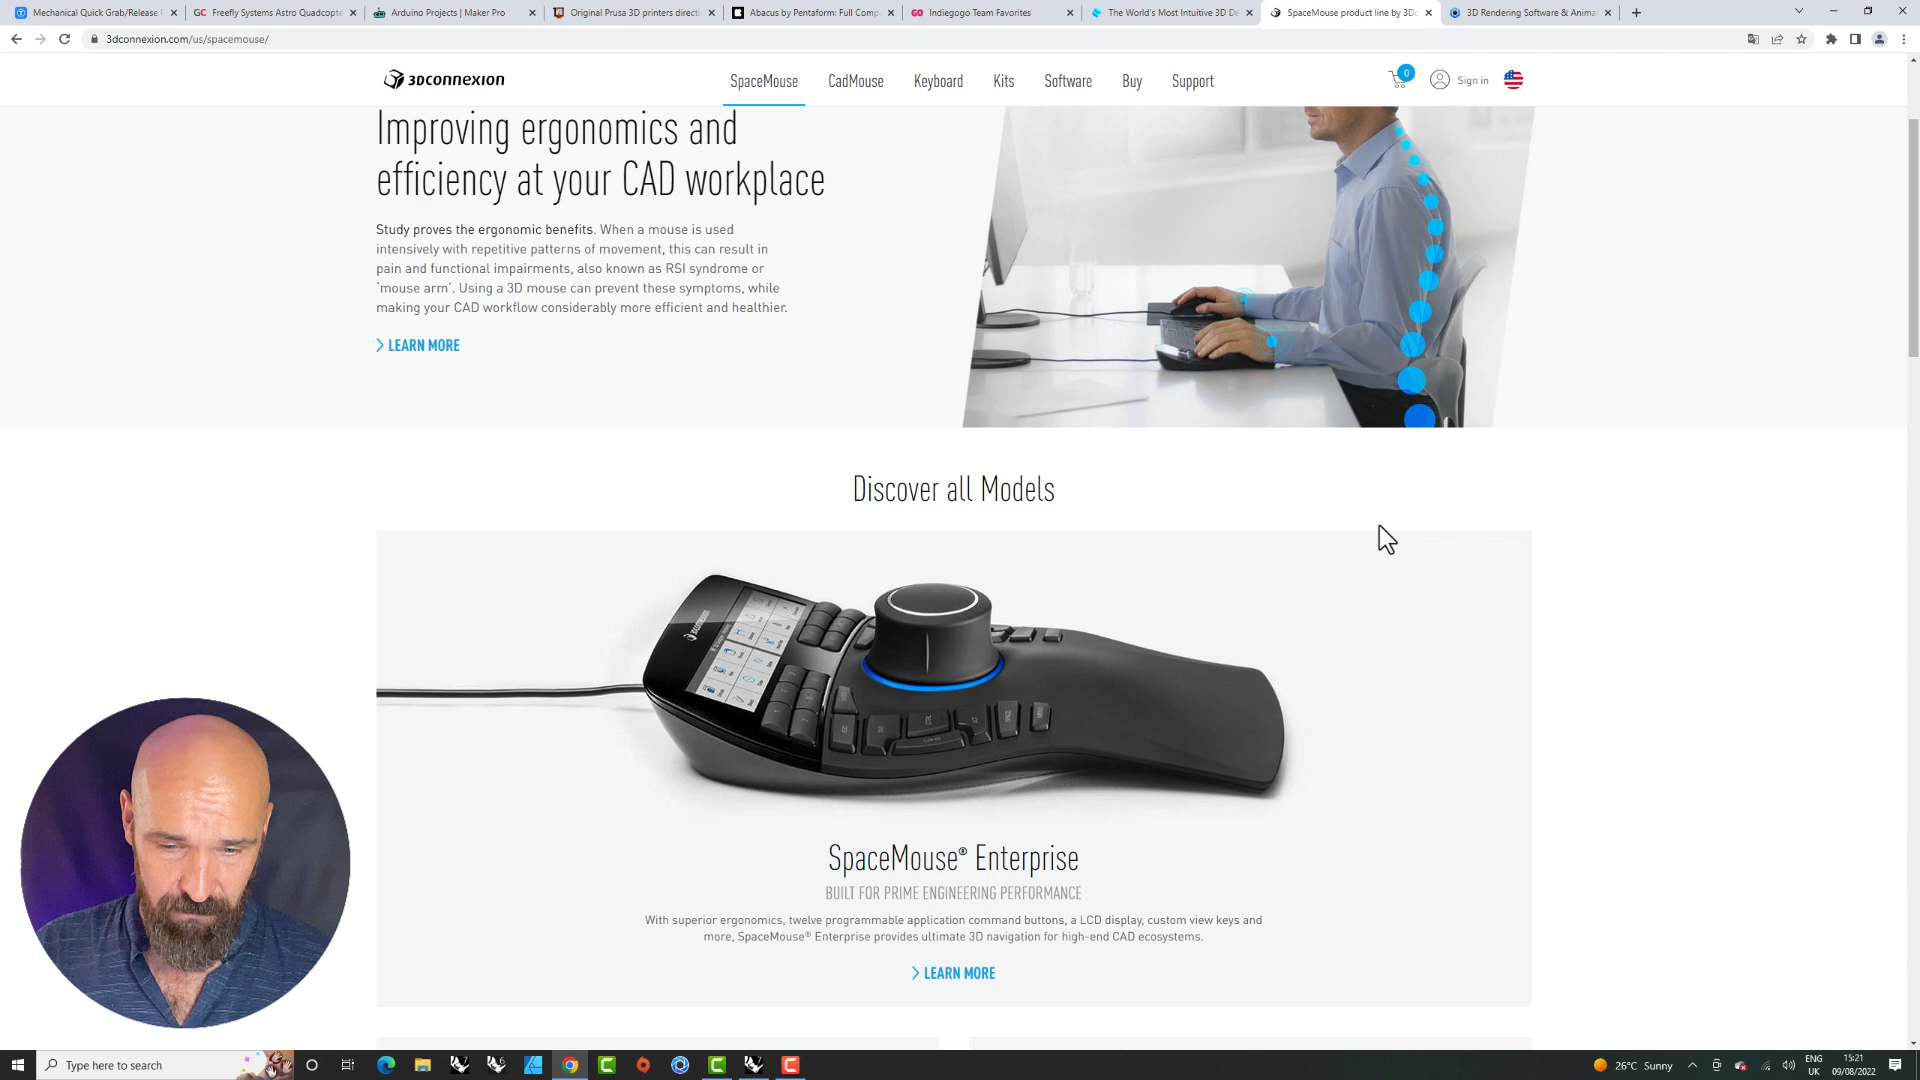 Mechanical Quick Grab/Release
GC Freefly Systems Astro Quadcopte
Arduino Projects | Maker Pro
Original Prusa 3D printers directl
Abacus by Pentaform: Full Comp
GO Indiegogo Team Favorites
The World's Most Intuitive 3D De
SpaceMouse product line by 3Dc
3D Rendering Software & Anima
3dconnexion.com/us/spacemouse/
3DCONNEXION
SpaceMouse
CadMouse
Keyboard
Kits
Software
Buy
Support
0
Sign in
Improving ergonomics and
efficiency at your CAD workplace
Study proves the ergonomic benefits. When a mouse is used
intensively with repetitive patterns of movement, this can result in
pain and functional impairments, also known as RSI syndrome or
'mouse arm'. Using a 3D mouse can prevent these symptoms, while
making your CAD workflow considerably more efficient and healthier.
LEARN MORE
Discover all Models
SpaceMouse® Enterprise
BUILT FOR PRIME ENGINEERING PERFORMANCE
With superior ergonomics, twelve programmable application command buttons, a LCD display, custom view keys and
more, SpaceMouse® Enterprise provides ultimate 3D navigation for high-end CAD ecosystems.
LEARN MORE
Type here to search
26°C Sunny
ENG
UK
15:21
09/08/2022